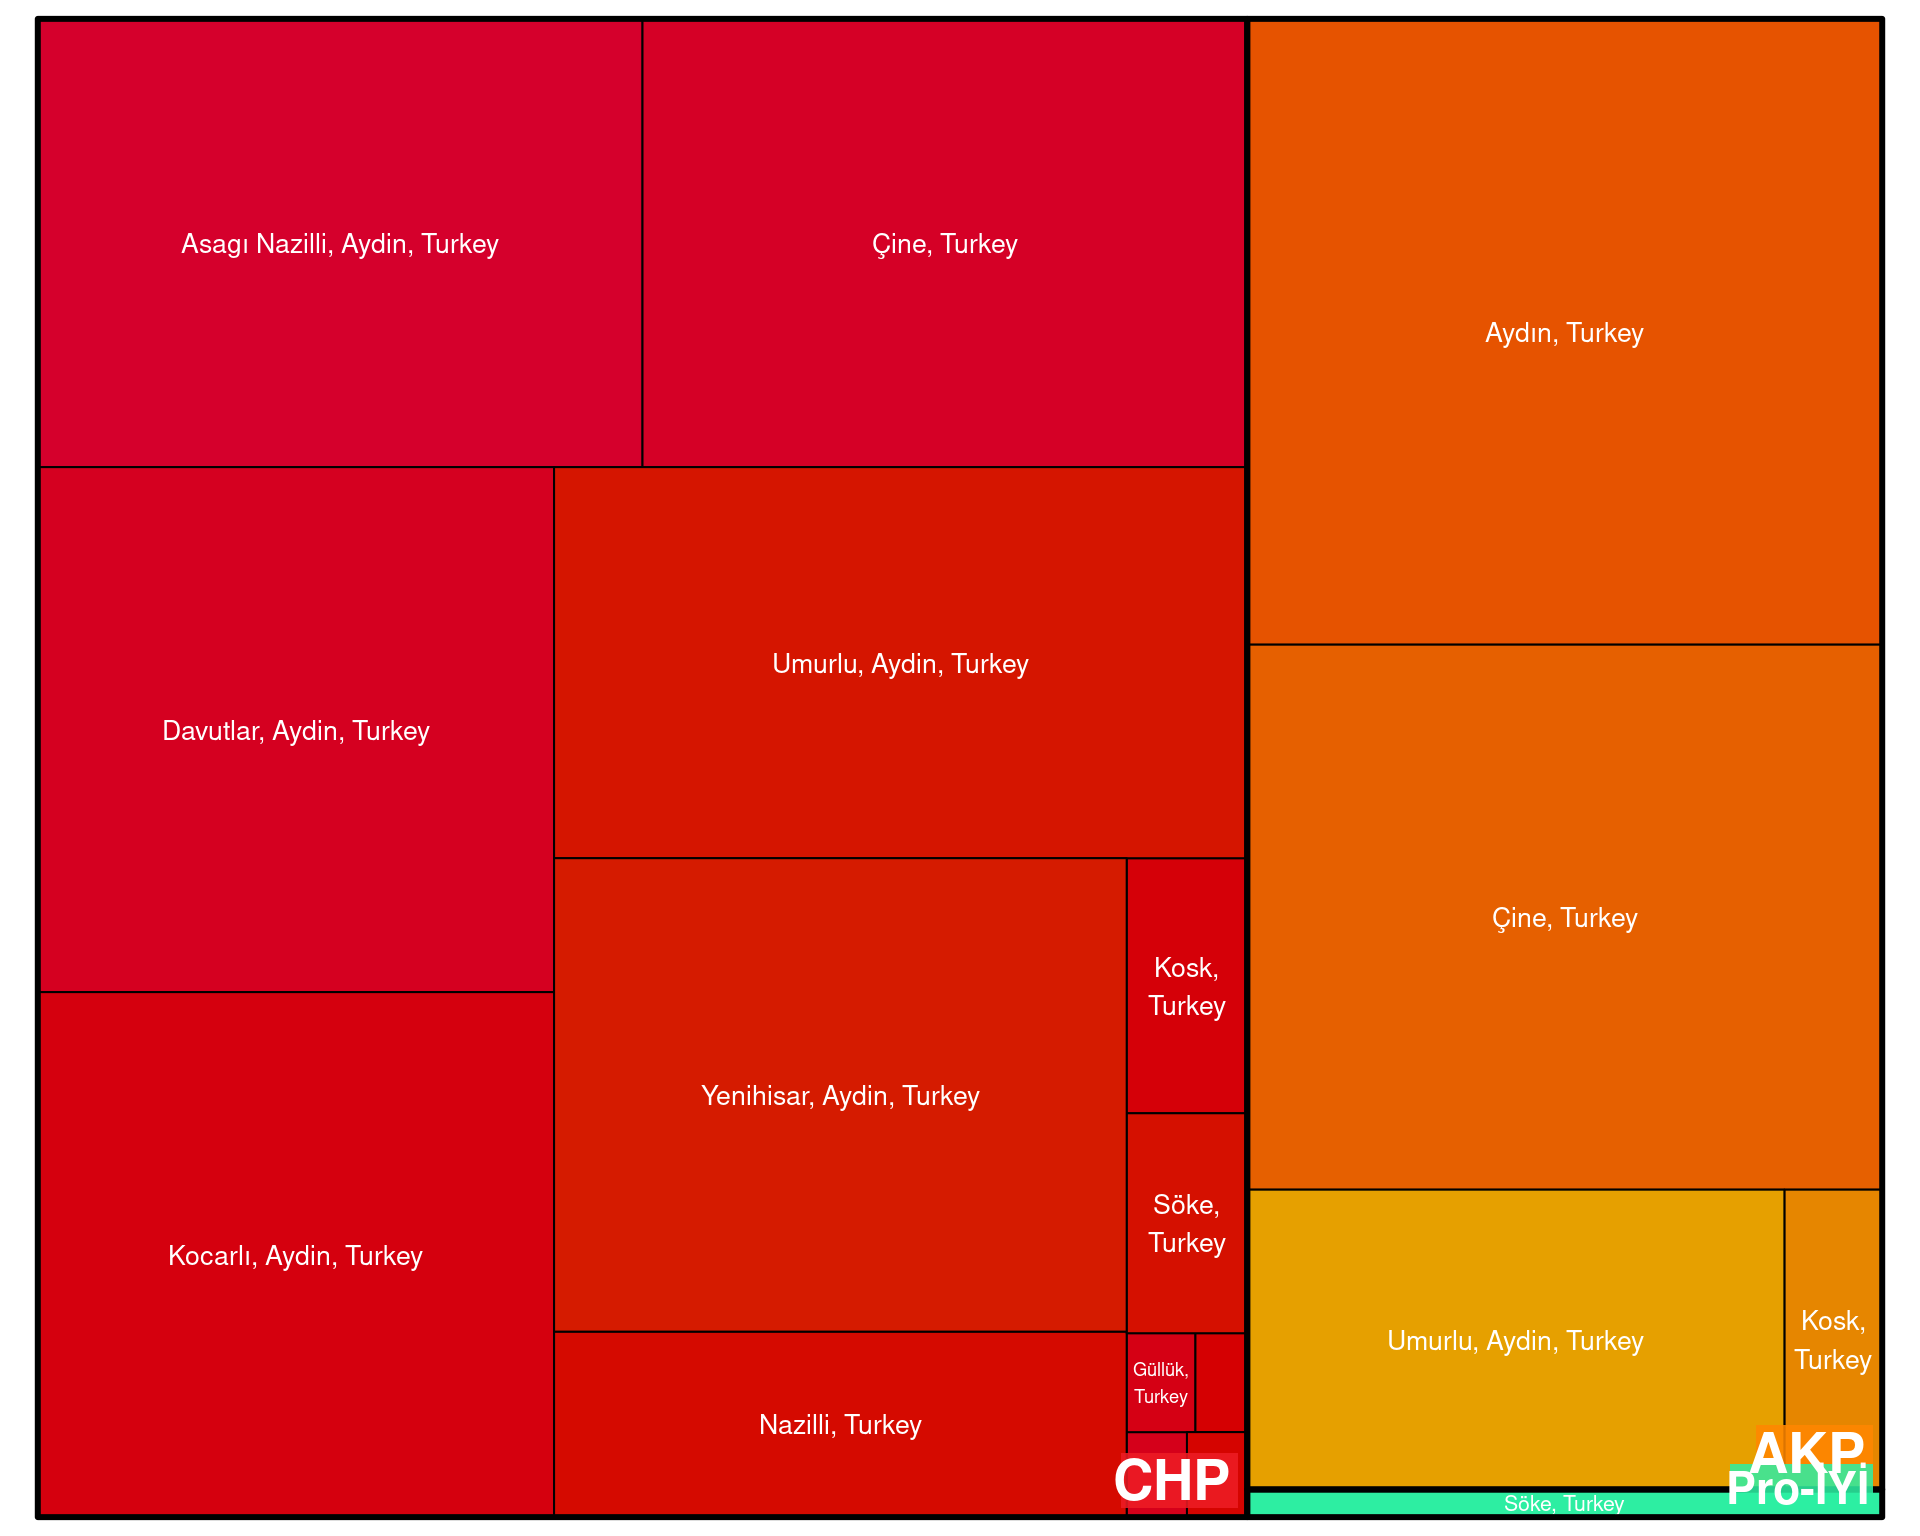 Asagı Nazilli, Aydin, Turkey
Çine, Turkey
Aydın, Turkey
Davutlar, Aydin, Turkey
Umurlu, Aydin, Turkey
Çine, Turkey
Yenihisar, Aydin, Turkey
Kosk,
Turkey
Söke,
Turkey
Kocarlı, Aydin, Turkey
Nazilli, Turkey
Güllük,
Turkey
CHP
Umurlu, Aydin, Turkey
Kosk,
Turkey
AKP
Pro-İYİ
Söke, Turkey